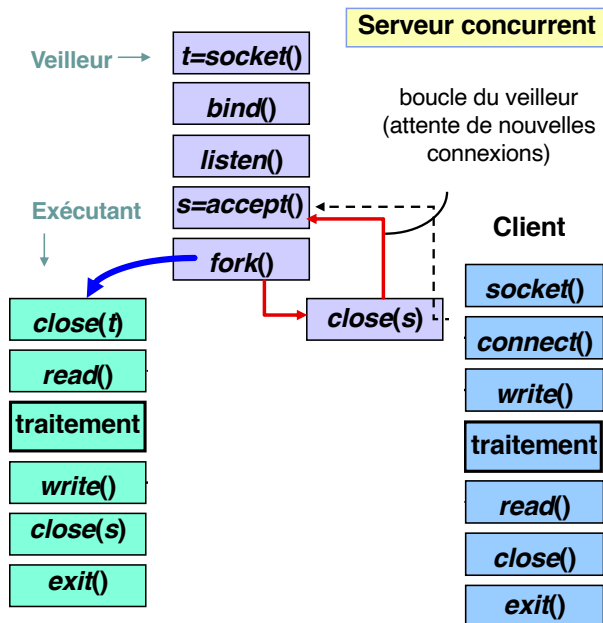 Serveur concurrent
Veilleur
t=socket()
bind()
listen()
s=accept()
fork()
boucle du veilleur
(attente de nouvelles
connexions)
close(s)
Exécutant
close(t)
read()
traitement
write()
close(s)
exit()
Client
socket()
connect()
write()
traitement
read()
close()
exit()